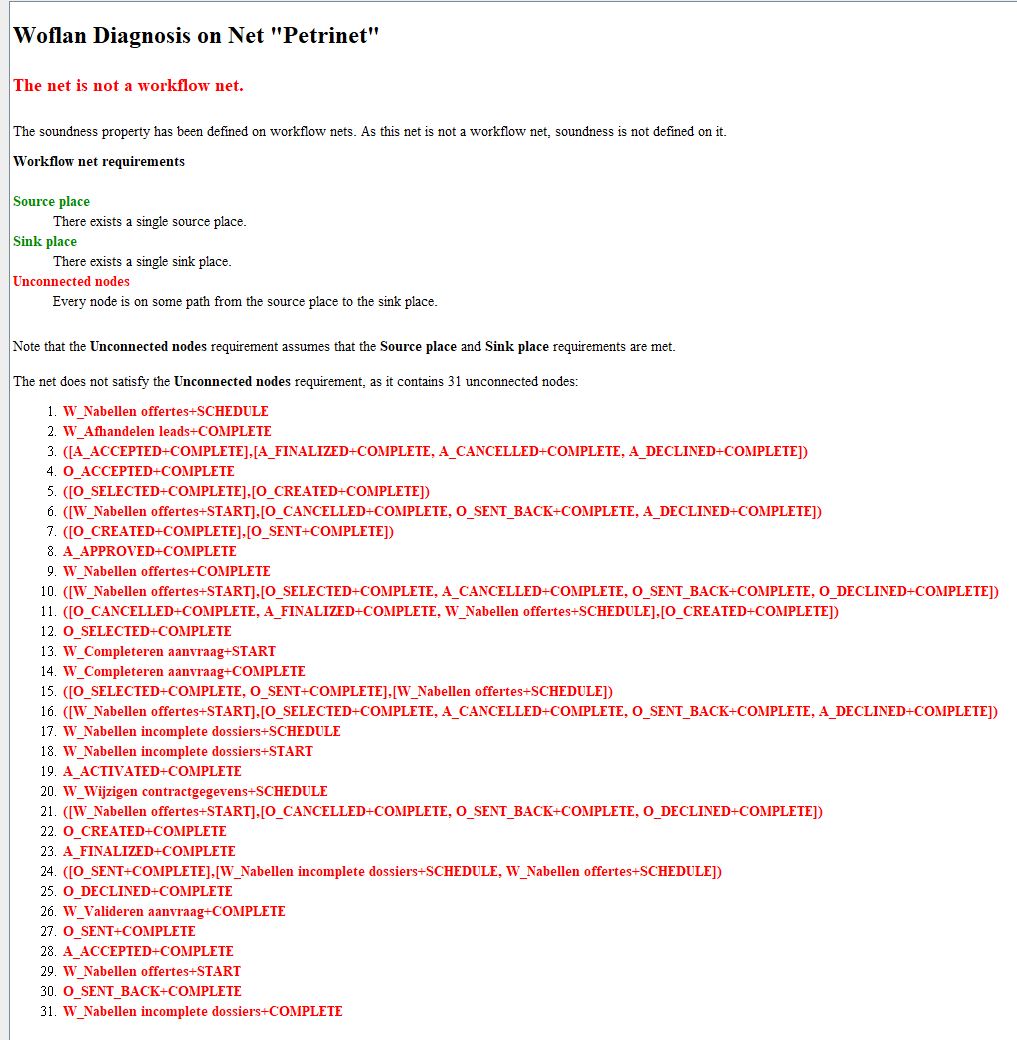 Woflan Diagnosis on Net "Petrinet"
The net is not a workflow net.
The soundness property has been defined on workflow nets. As this net is not a workflow net, soundness is not defined on it.
Workflow net requirements
Source place
There exists a single source place.
Sink place
There exists a single sink place.
Unconnected nodes
Every node is on some path from the source place to the sink place.
Note that the Unconnected nodes requirement assumes that the Source place and Sink place requirements are met.
The net does not satisfy the Unconnected nodes requirement, as it contains 31 unconnected nodes:
1. W_Nabellen offertes+SCHEDULE
2. W_Afhandelen leads+COMPLETE
3. ([A_ACCEPTED+COMPLETE],[A_FINALIZED+COMPLETE, A_CANCELLED+COMPLETE, A_DECLINED+COMPLETE])
4. O_ACCEPTED+COMPLETE
5. ([O_SELECTED+COMPLETE],[O_CREATED+COMPLETE])
6. ([W_Nabellen offertes+START],[O_CANCELLED+COMPLETE, O_SENT_BACK+COMPLETE, A_DECLINED+COMPLETE])
7. ([O_CREATED+COMPLETE],[O_SENT+COMPLETE])
8. A_APPROVED+COMPLETE
9. W_Nabellen offertes+COMPLETE
10. ([W_Nabellen offertes+START],[O_SELECTED+COMPLETE, A_CANCELLED+COMPLETE, O_SENT_BACK+COMPLETE, O_DECLINED+COMPLETE])
11. ([O_CANCELLED+COMPLETE, A_FINALIZED+COMPLETE, W_Nabellen offertes+SCHEDULE],[O_CREATED+COMPLETE])
12. O_SELECTED+COMPLETE
13. W_Completeren aanvraag+START
14. W_Completeren aanvraag+COMPLETE
15. ([O_SELECTED+COMPLETE, O_SENT+COMPLETE],[W_Nabellen offertes+SCHEDULE])
16. ([W_Nabellen offertes+START],[O_SELECTED+COMPLETE, A_CANCELLED+COMPLETE, O_SENT_BACK+COMPLETE, A_DECLINED+COMPLETE])
17. W_Nabellen incomplete dossiers+SCHEDULE
18. W_Nabellen incomplete dossiers+START
19. A_ACTIVATED+COMPLETE
20. W_Wijzigen contractgegevens+SCHEDULE
21. ([W_Nabellen offertes+START],[O_CANCELLED+COMPLETE, O_SENT_BACK+COMPLETE, O_DECLINED+COMPLETE])
22. O_CREATED+COMPLETE
23. A_FINALIZED+COMPLETE
24. ([O_SENT+COMPLETE],[W_Nabellen incomplete dossiers+SCHEDULE, W_Nabellen offertes+SCHEDULE])
25. O_DECLINED+COMPLETE
26. W_Valideren aanvraag+COMPLETE
27. O_SENT+COMPLETE
28. A_ACCEPTED+COMPLETE
29. W_Nabellen offertes+START
30. O_SENT_BACK+COMPLETE
31. W_Nabellen incomplete dossiers+COMPLETE